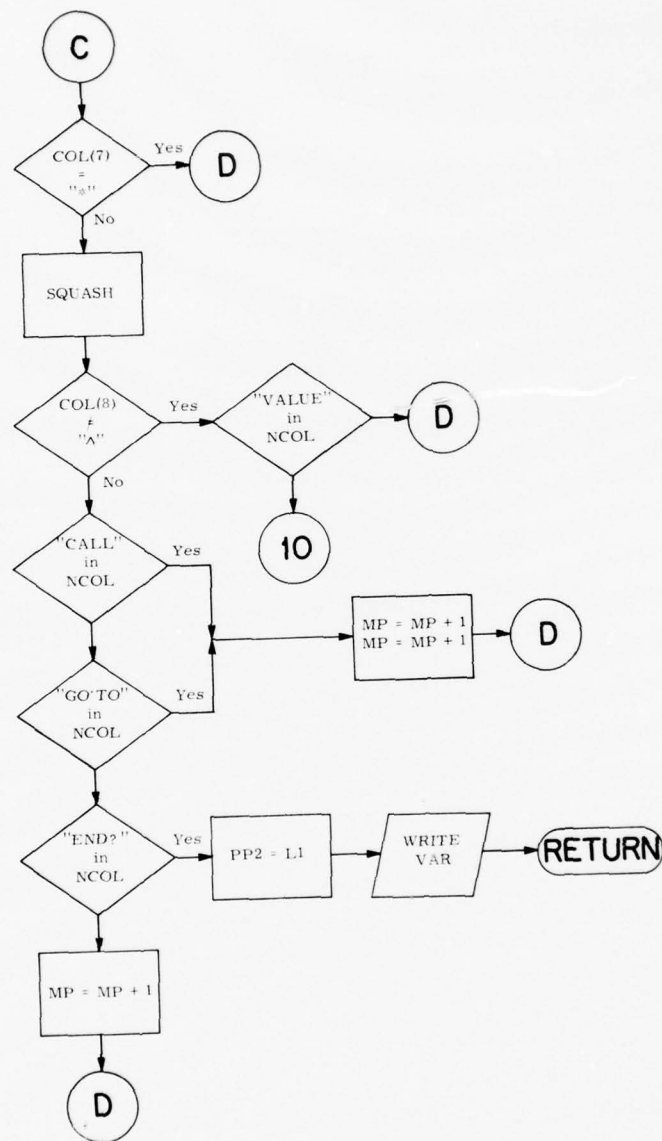 C
COL(7)
=
"*"
Yes
D
No
SQUASH
COL(8)
≠
"^"
Yes
"VALUE"
in
NCOL
D
No
10
"CALL"
in
NCOL
Yes
MP = MP + 1
MP = MP + 1
D
"GO TO"
in
NCOL
Yes
"END?"
in
NCOL
Yes
PP2 = L1
WRITE
VAR
RETURN
MP = MP + 1
D